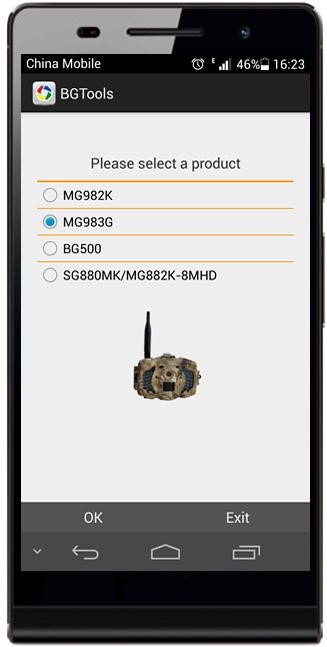 China Mobile E 46% 16:23
BGTools
Please select a product
MG982K
MG983G
BG500
SG880MK/MG882K-8MHD
OK Exit